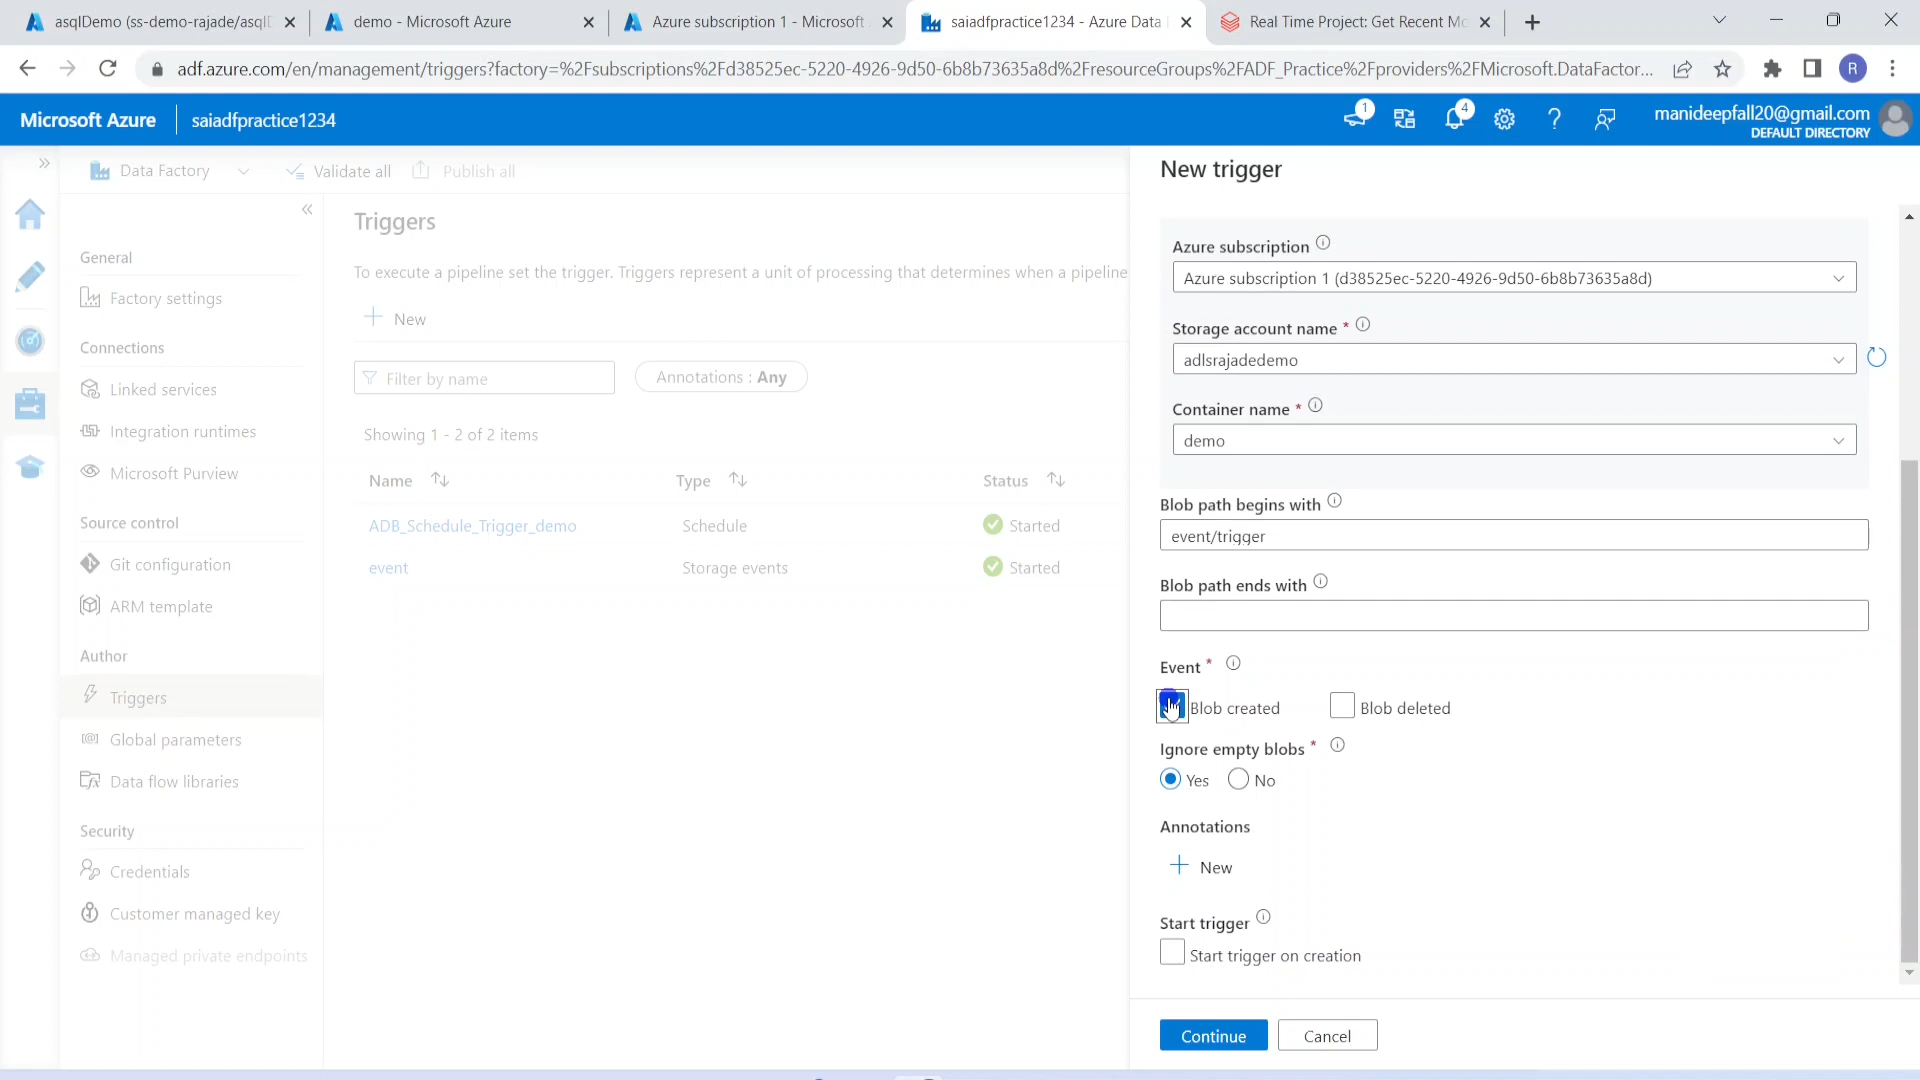 asqlDemo (ss-demo-rajade/asqlD
demo - Microsoft Azure
Azure subscription 1 - Microsoft
saiadfpractice1234 - Azure Data
Real Time Project: Get Recent Mo
adf.azure.com/en/management/triggers?factory=%2Fsubscriptions%2Fd38525ec-5220-4926-9d50-6b8b73635a8d%2FresourceGroups%2FADF_Practice%2Fproviders%2FMicrosoft.DataFactor...
R
Microsoft Azure
saiadfpractice1234
1
4
manideepfall20@gmail.com
DEFAULT DIRECTORY
Data Factory
Validate all
Publish all
General
Factory settings
Connections
Linked services
Integration runtimes
Microsoft Purview
Source control
Git configuration
ARM template
Author
Triggers
Global parameters
Data flow libraries
Security
Credentials
Customer managed key
Managed private endpoints
Triggers
To execute a pipeline set the trigger. Triggers represent a unit of processing that determines when a pipeline
New
Filter by name
Annotations : Any
Showing 1 - 2 of 2 items
Name Type Status
ADB_Schedule_Trigger_demo Schedule Started
event Storage events Started
New trigger
Azure subscription
Azure subscription 1 (d38525ec-5220-4926-9d50-6b8b73635a8d)
Storage account name *
adlsrajadedemo
Container name *
demo
Blob path begins with
event/trigger
Blob path ends with
Event *
Blob created Blob deleted
Ignore empty blobs *
Yes No
Annotations
New
Start trigger
Start trigger on creation
Continue Cancel